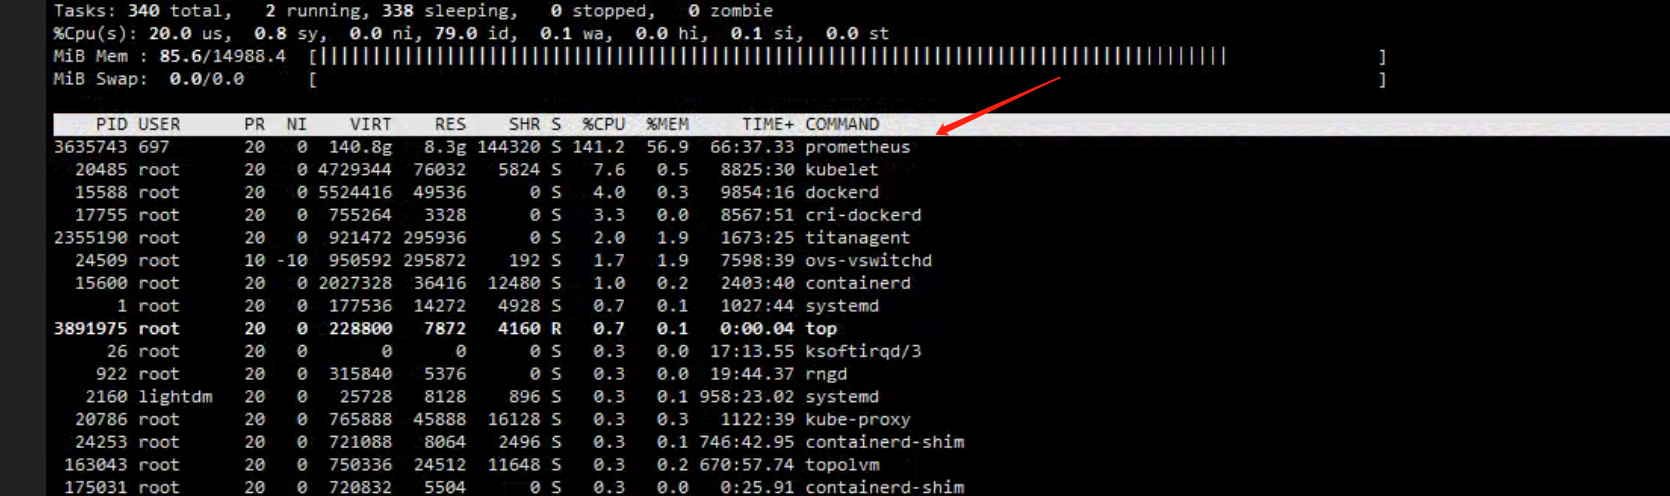 Tasks: 340 total,   2 running, 338 sleeping,   0 stopped,   0 zombie
%Cpu(s): 20.0 us,  0.8 sy,  0.0 ni, 79.0 id,  0.1 wa,  0.0 hi,  0.1 si,  0.0 st
MiB Mem : 85.6/14988.4  [||||||||||||||||||||||||||||||||||||||||||||||||||||||||||||||||||||||||||||||||||||||               ]
MiB Swap:  0.0/0.0      [                                                                                                     ]
PID USER      PR  NI    VIRT    RES    SHR S  %CPU  %MEM     TIME+ COMMAND
3635743 697       20   0  140.8g   8.3g 144320 S 141.2  56.9  66:37.33 prometheus
20485 root      20   0 4729344  76032   5824 S   7.6   0.5   8825:30 kubelet
15588 root      20   0 5524416  49536      0 S   4.0   0.3   9854:16 dockerd
17755 root      20   0  755264   3328      0 S   3.3   0.0   8567:51 cri-dockerd
2355190 root      20   0  921472 295936      0 S   2.0   1.9   1673:25 titanagent
24509 root      10 -10  950592 295872    192 S   1.7   1.9   7598:39 ovs-vswitchd
15600 root      20   0 2027328  36416  12480 S   1.0   0.2   2403:40 containerd
1 root      20   0  177536  14272   4928 S   0.7   0.1   1027:44 systemd
3891975 root      20   0  228800   7872   4160 R   0.7   0.1   0:00.04 top
26 root      20   0       0      0      0 S   0.3   0.0  17:13.55 ksoftirqd/3
922 root      20   0  315840   5376      0 S   0.3   0.0  19:44.37 rngd
2160 lightdm   20   0   25728   8128    896 S   0.3   0.1 958:23.02 systemd
20786 root      20   0  765888  45888  16128 S   0.3   0.3   1122:39 kube-proxy
24253 root      20   0  721088   8064   2496 S   0.3   0.1 746:42.95 containerd-shim
163043 root      20   0  750336  24512  11648 S   0.3   0.2 670:57.74 topolvm
175031 root      20   0  720832   5504      0 S   0.3   0.0   0:25.91 containerd-shim